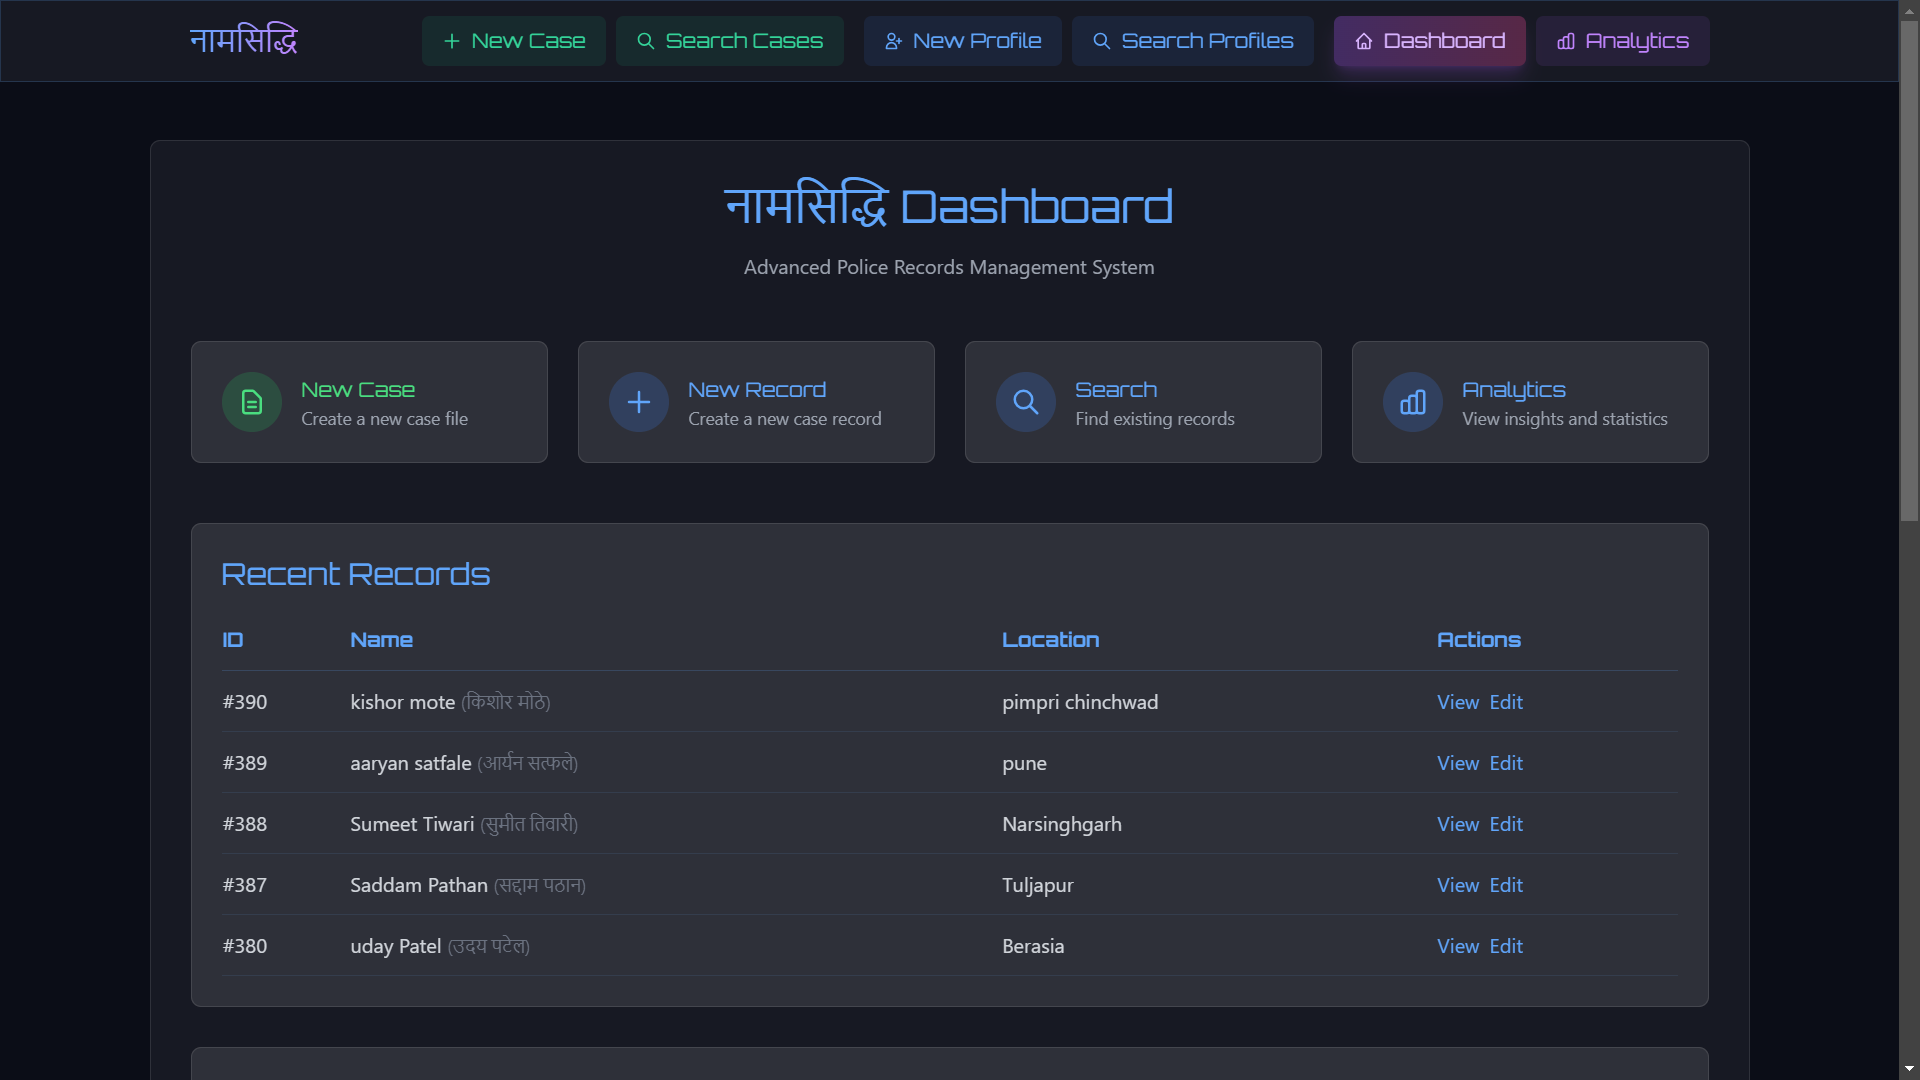 नामसिद्धि New Case Search Cases New Profile Search Profiles Dashboard Analytics
नामसिद्धि Dashboard
Advanced Police Records Management System
New Case
Create a new case file
New Record
Create a new case record
Search
Find existing records
Analytics
View insights and statistics
Recent Records
ID Name Location Actions
#390 kishor mote (किशोर मोठे) pimpri chinchwad View Edit
#389 aaryan satfale (आर्यन सत्फले) pune View Edit
#388 Sumeet Tiwari (सुमीत तिवारी) Narsinghgarh View Edit
#387 Saddam Pathan (सद्दाम पठान) Tuljapur View Edit
#380 uday Patel (उदय पटेल) Berasia View Edit